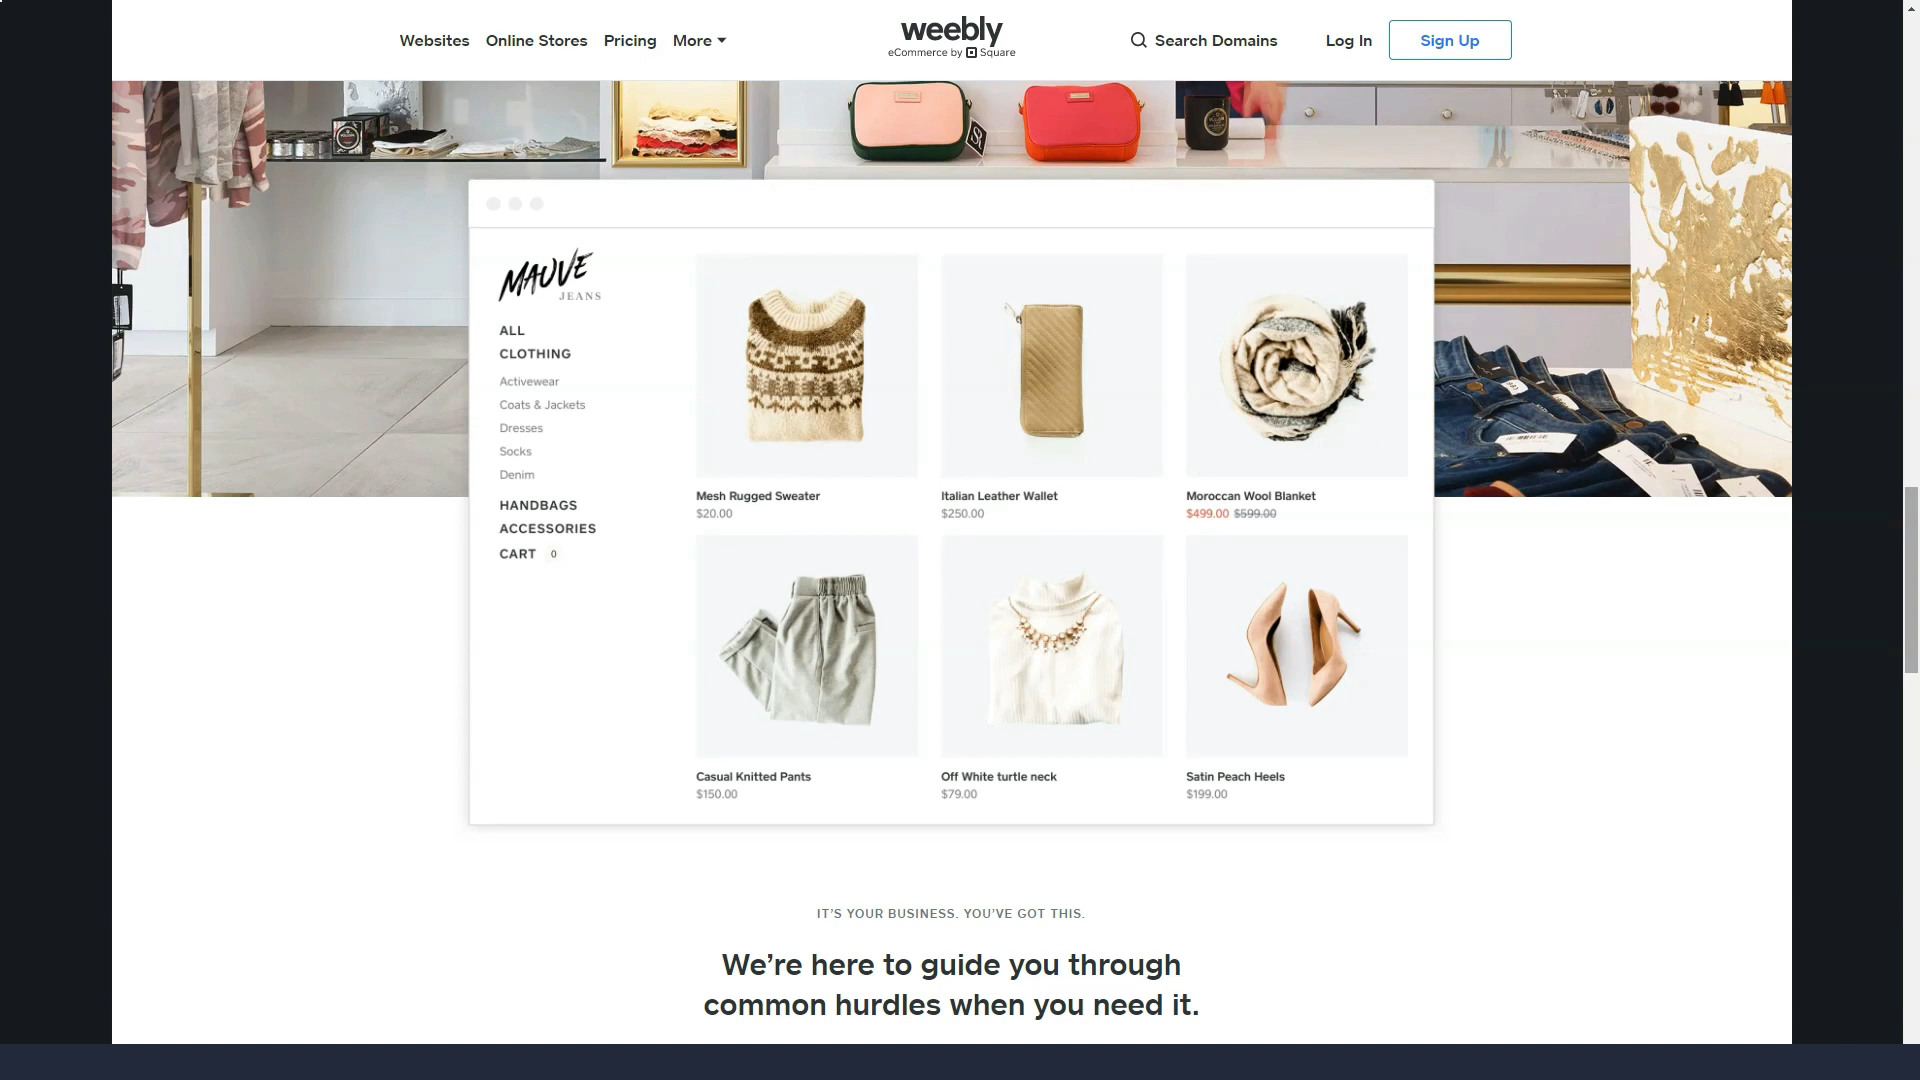 Websites Online Stores Pricing More
weebly
eCommerce by Square
Search Domains
Log In
Sign Up
MAUVE
JEANS
ALL
CLOTHING
Activewear
Coats & Jackets
Dresses
Socks
Denim
HANDBAGS
ACCESSORIES
CART 0
Mesh Rugged Sweater
$20.00
Italian Leather Wallet
$250.00
Moroccan Wool Blanket
$499.00 $599.00
Casual Knitted Pants
$150.00
Off White turtle neck
$79.00
Satin Peach Heels
$199.00
IT’S YOUR BUSINESS. YOU’VE GOT THIS.
We’re here to guide you through
common hurdles when you need it.